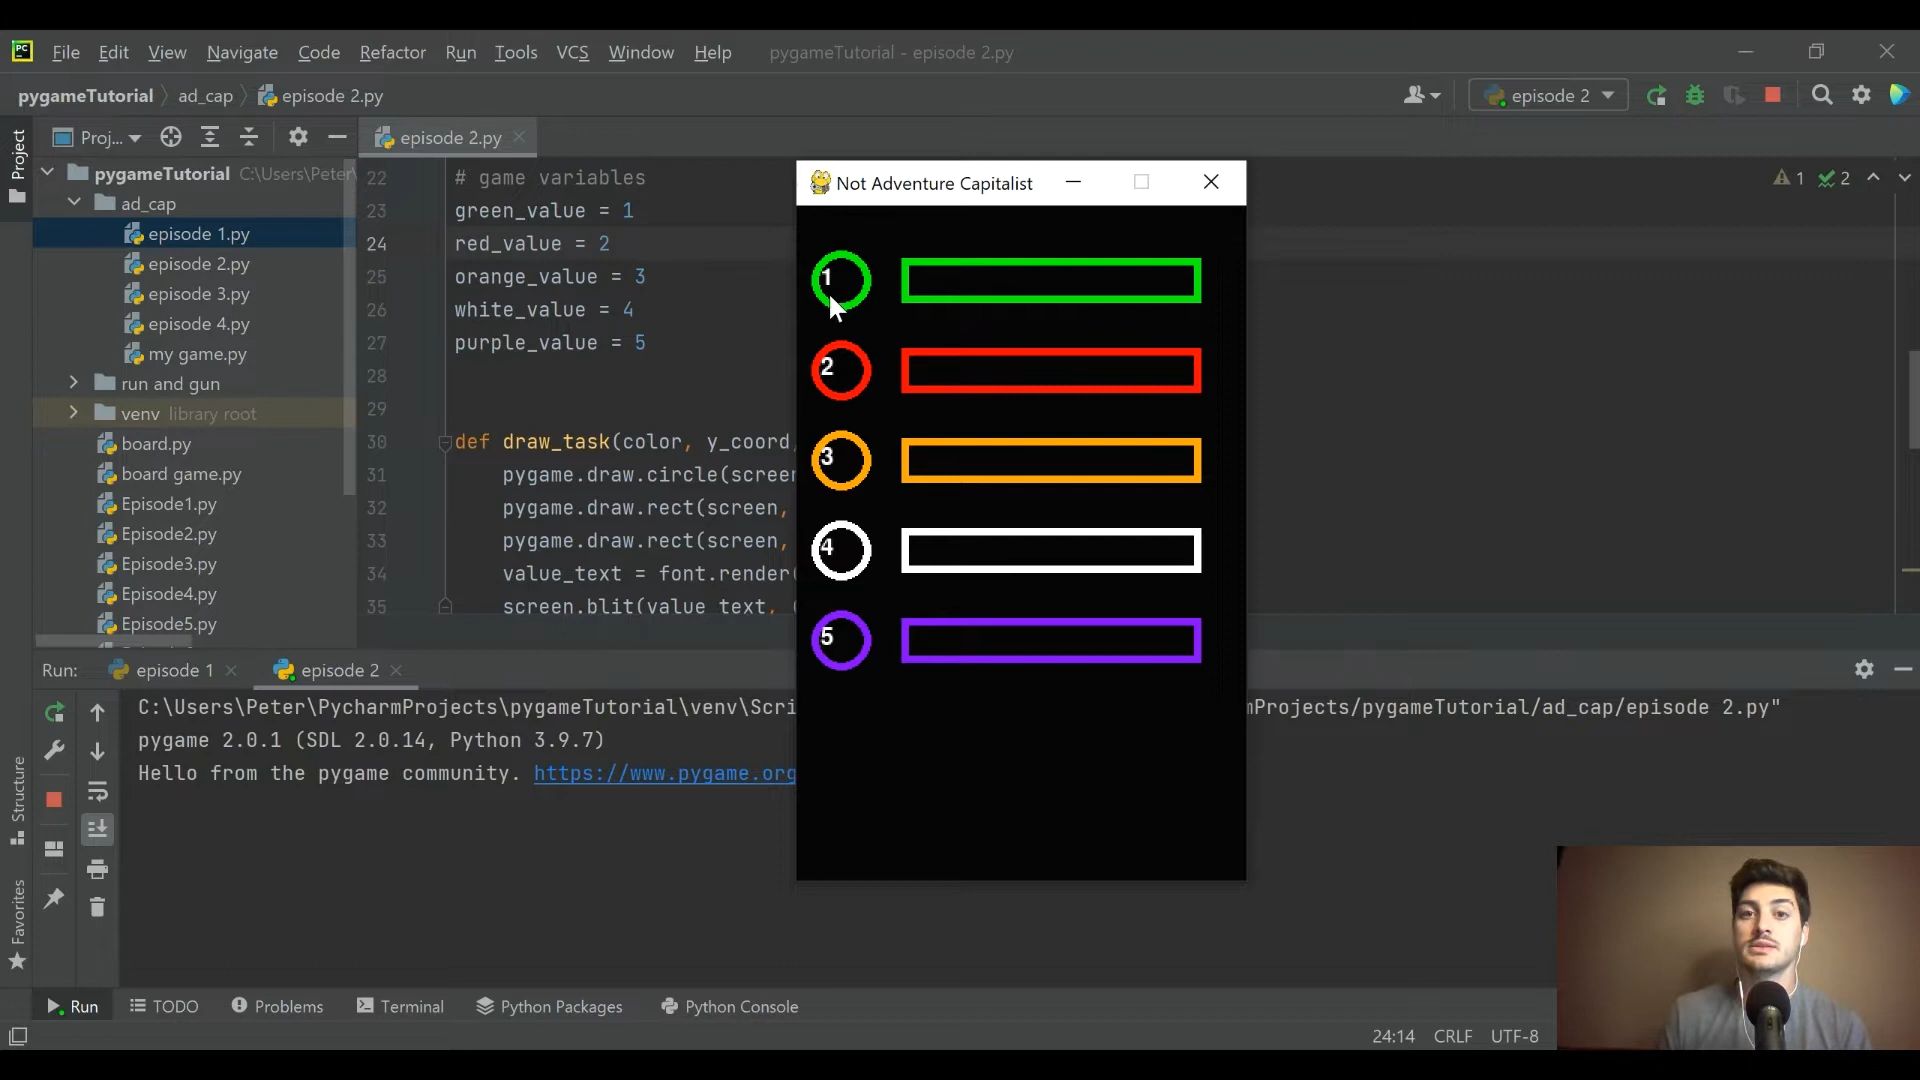 PC File Edit View Navigate Code Refactor Run Tools VCS Window Help pygameTutorial - episode 2.py
pygameTutorial ad_cap episode 2.py episode 2
Project
Proj... episode 2.py
pygameTutorial C:\Users\Peter\
ad_cap
episode 1.py
episode 2.py
episode 3.py
episode 4.py
my game.py
run and gun
venv library root
board.py
board game.py
Episode1.py
Episode2.py
Episode3.py
Episode4.py
Episode5.py
22 # game variables
23 green_value = 1
24 red_value = 2
25 orange_value = 3
26 white_value = 4
27 purple_value = 5
28
29
30 def draw_task(color, y_coord,
31 pygame.draw.circle(screen
32 pygame.draw.rect(screen,
33 pygame.draw.rect(screen,
34 value_text = font.render(
35 screen.blit(value_text, (
1 2
Not Adventure Capitalist
1
2
3
4
5
Run: episode 1 episode 2
C:\Users\Peter\PycharmProjects\pygameTutorial\venv\Scri mProjects/pygameTutorial/ad_cap/episode 2.py"
pygame 2.0.1 (SDL 2.0.14, Python 3.9.7)
Hello from the pygame community. https://www.pygame.org
Structure
Favorites
Run TODO Problems Terminal Python Packages Python Console
24:14 CRLF UTF-8